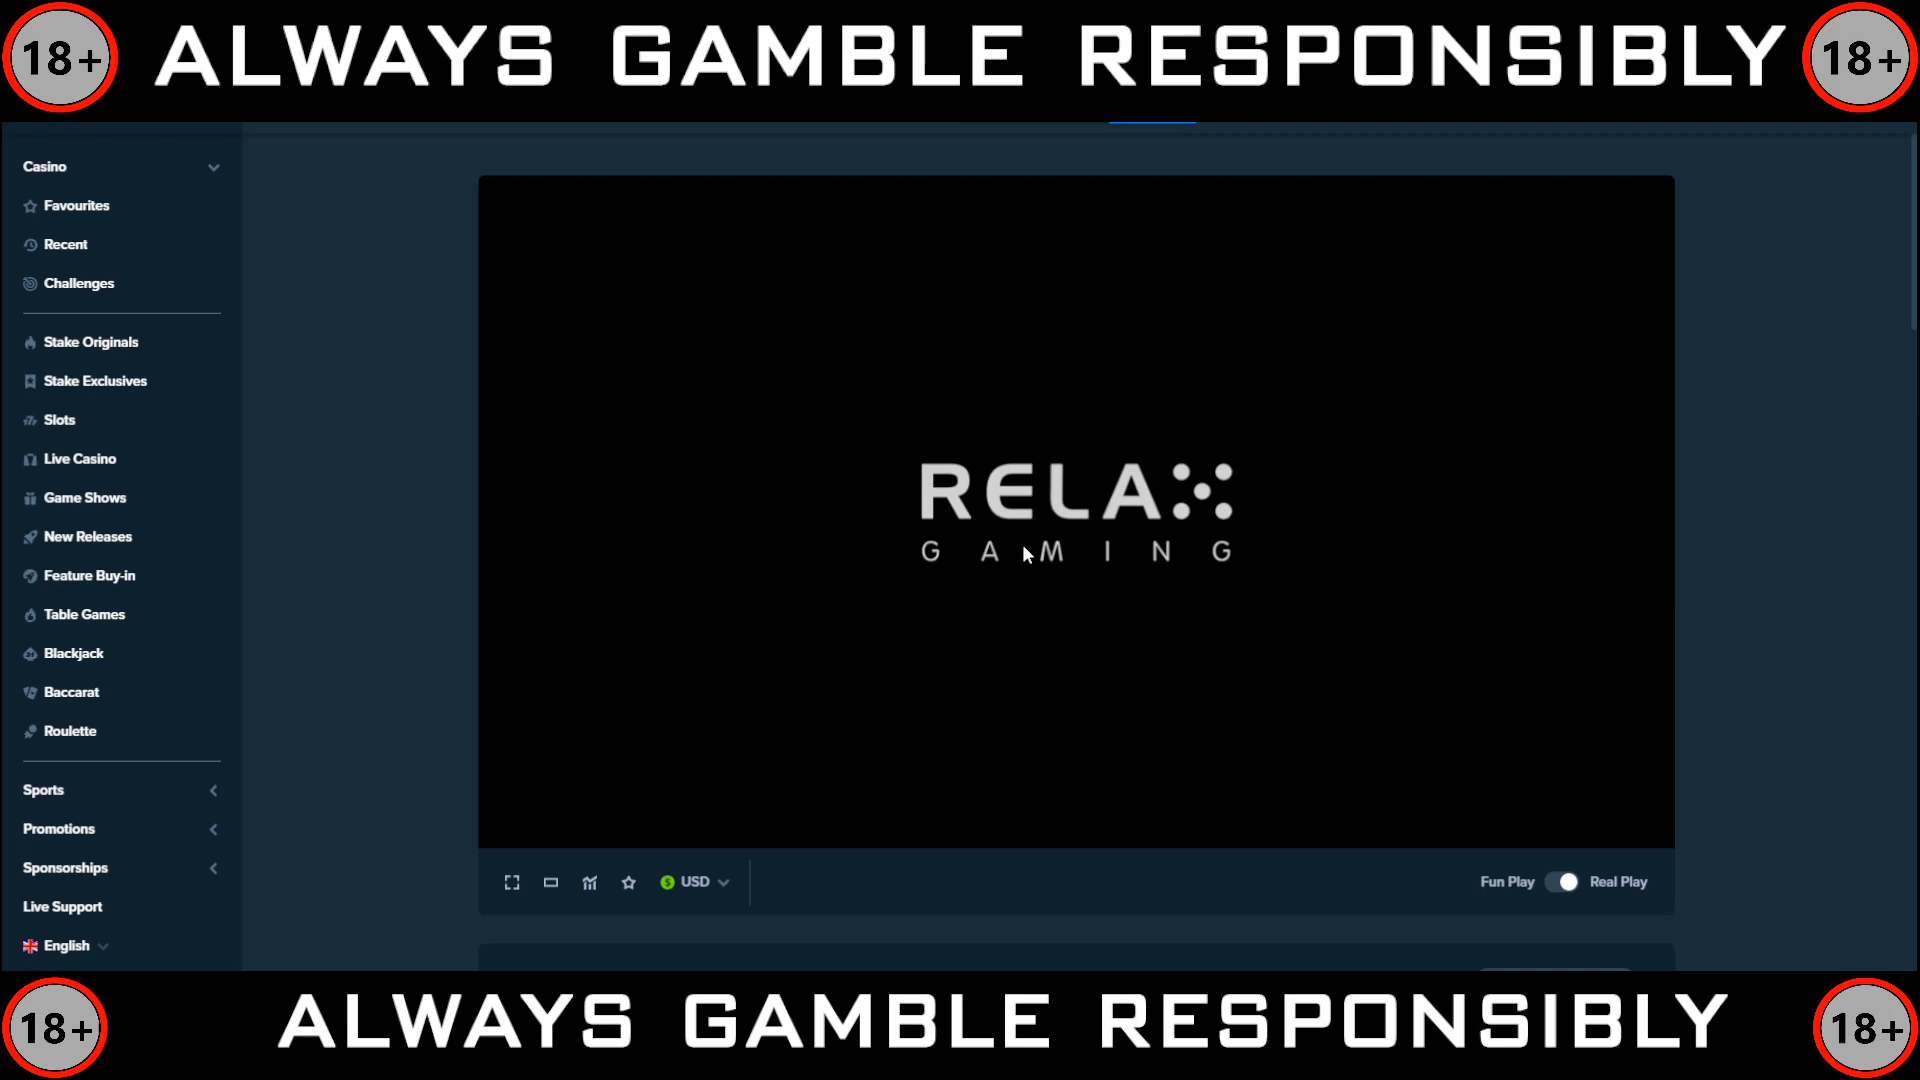 18+ ALWAYS GAMBLE RESPONSIBLY 18+
Casino
Favourites
Recent
Challenges
Stake Originals
Stake Exclusives
Slots
Live Casino
Game Shows
New Releases
Feature Buy-in
Table Games
Blackjack
Baccarat
Roulette
Sports
Promotions
Sponsorships
Live Support
English
RELAX
GAMING
USD
Fun Play
Real Play
18+ ALWAYS GAMBLE RESPONSIBLY 18+